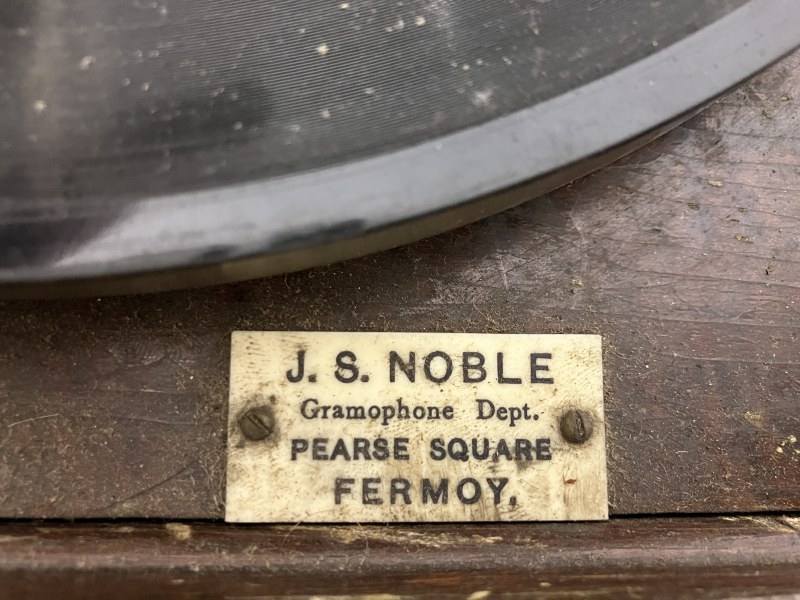 J. S. NOBLE
Gramophone Dept.
PEARSE SQUARE
FERMOY.